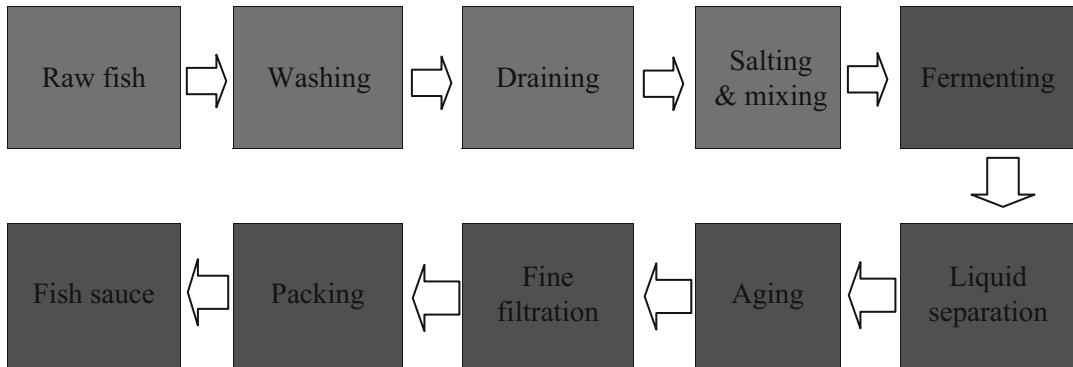 Raw fish
Washing
Draining
Salting
& mixing
Fermenting
Liquid
separation
Aging
Fine
filtration
Packing
Fish sauce